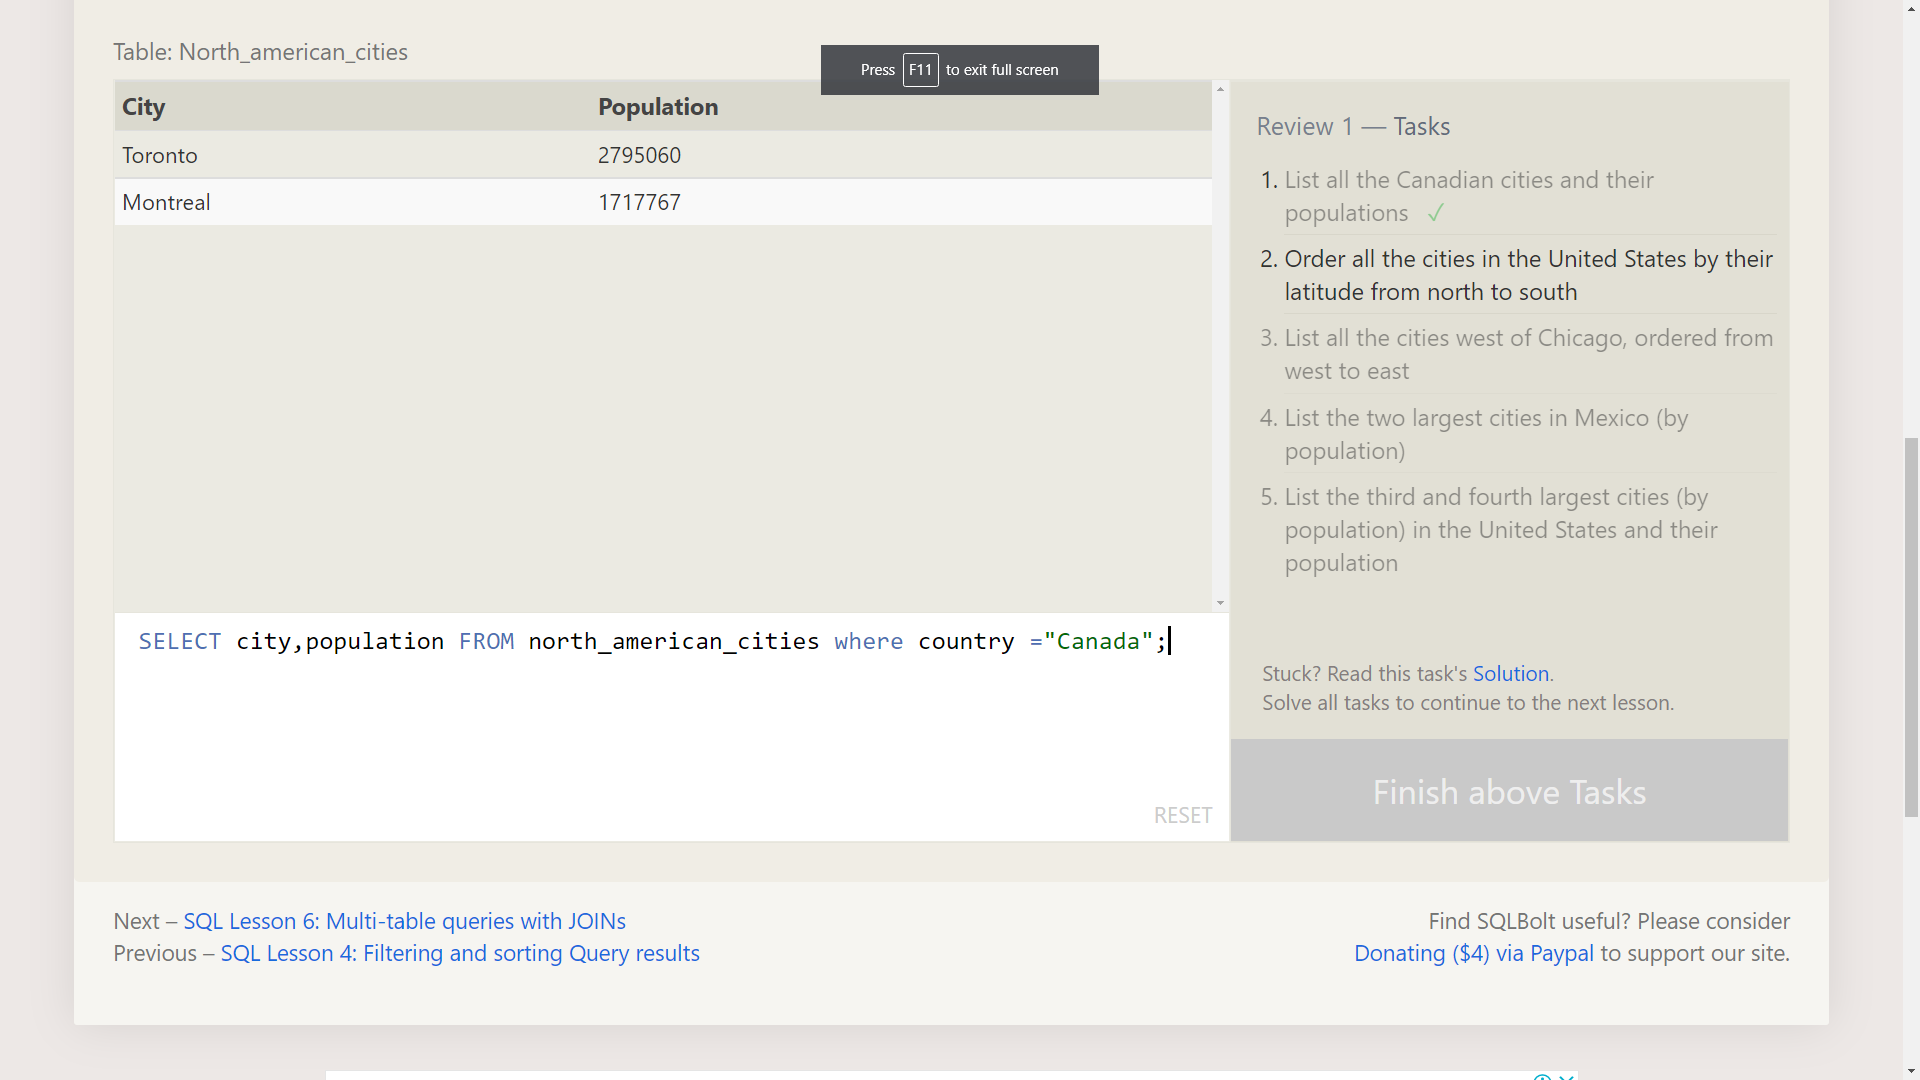 Table: North_american_cities
Press F11 to exit full screen
City Population
Toronto 2795060
Montreal 1717767
SELECT city,population FROM north_american_cities where country ="Canada";
RESET
Review 1 — Tasks
1. List all the Canadian cities and their
populations ✓
2. Order all the cities in the United States by their
latitude from north to south
3. List all the cities west of Chicago, ordered from
west to east
4. List the two largest cities in Mexico (by
population)
5. List the third and fourth largest cities (by
population) in the United States and their
population
Stuck? Read this task's Solution.
Solve all tasks to continue to the next lesson.
Finish above Tasks
Next – SQL Lesson 6: Multi-table queries with JOINs
Previous – SQL Lesson 4: Filtering and sorting Query results
Find SQLBolt useful? Please consider
Donating ($4) via Paypal to support our site.